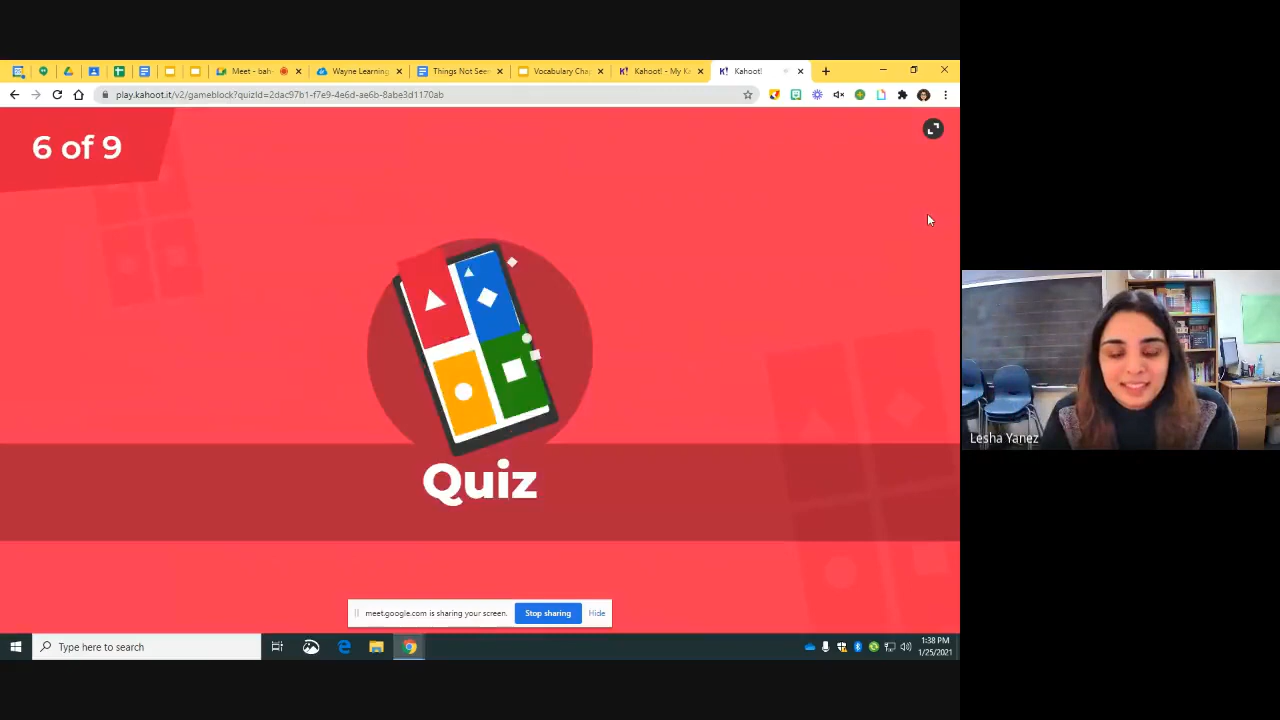 Meet - bah-
Wayne Learning
Things Not See
Vocabulary Cha
Kahoot! - My K
Kahoot!
play.kahoot.it/v2/gameblock?quizId=2dac97b1-f7e9-4e6d-ae6b-8abe3d1170ab
6 of 9
Quiz
Lesha Yanez
meet.google.com is sharing your screen.
Stop sharing
Hide
Type here to search
1:38 PM
1/25/2021